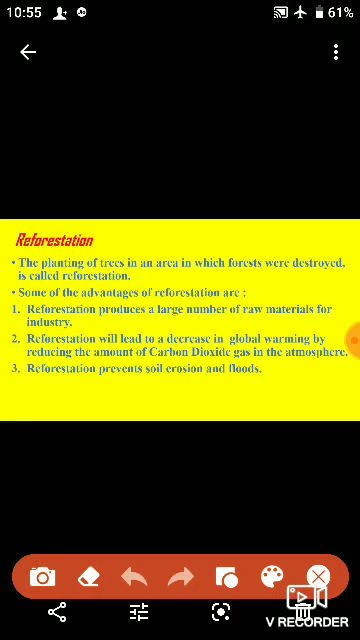 10:55
61%
Reforestation
• The planting of trees in an area in which forests were destroyed,
is called reforestation.
• Some of the advantages of reforestation are :
1. Reforestation produces a large number of raw materials for
industry.
2. Reforestation will lead to a decrease in global warming by
reducing the amount of Carbon Dioxide gas in the atmosphere.
3. Reforestation prevents soil erosion and floods.
V RECORDER